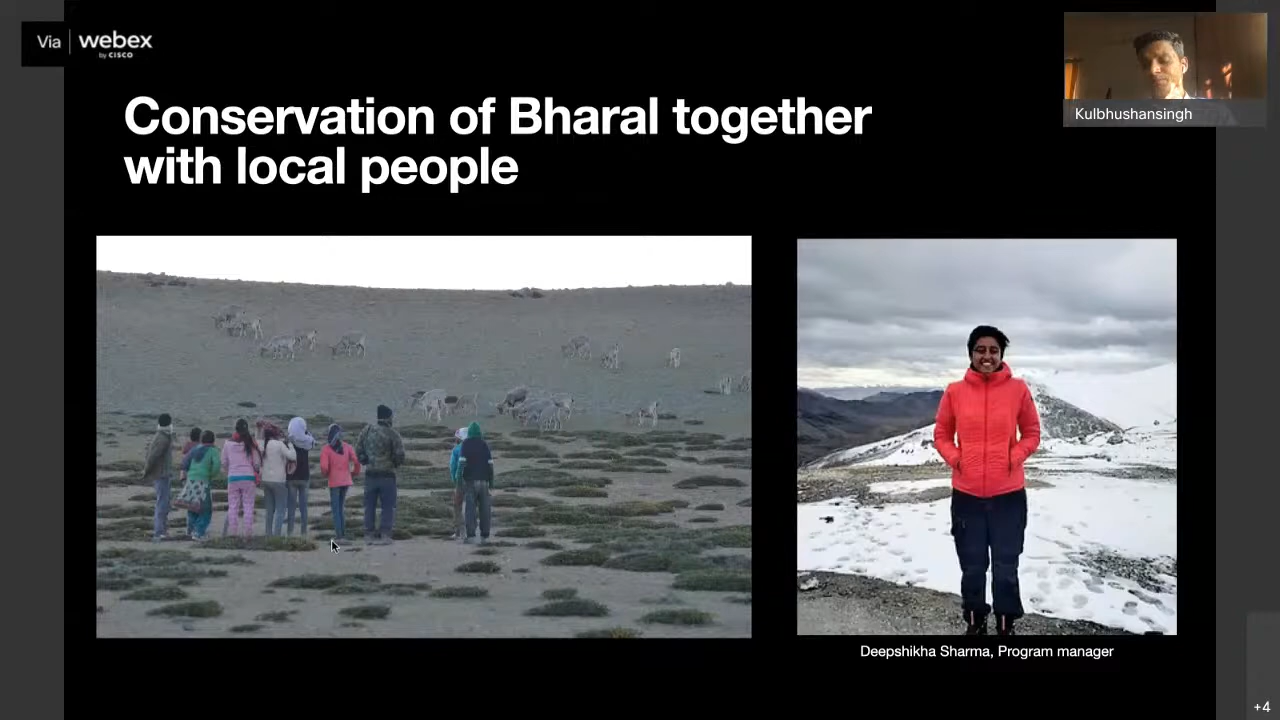 Via webex
by CISCO
Kulbhushansingh
Conservation of Bharal together
with local people
Deepshikha Sharma, Program manager
+4